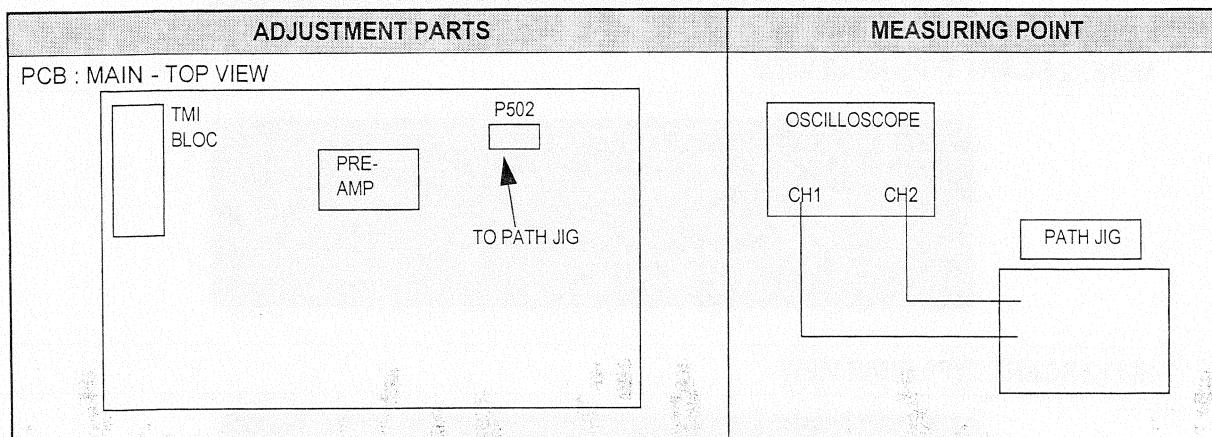 ADJUSTMENT PARTS
MEASURING POINT
PCB : MAIN - TOP VIEW
TMI
BLOC
PRE-
AMP
P502
TO PATH JIG
OSCILLOSCOPE
CH1 CH2
PATH JIG